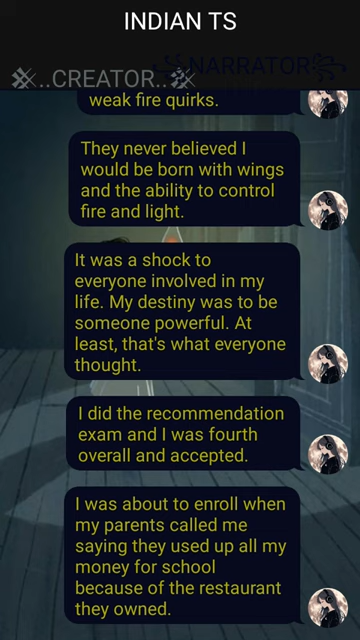 INDIAN TS
꧁NARRATOR꧂
..CREATOR..
weak fire quirks.
They never believed I
would be born with wings
and the ability to control
fire and light.
It was a shock to
everyone involved in my
life. My destiny was to be
someone powerful. At
least, that's what everyone
thought.
I did the recommendation
exam and I was fourth
overall and accepted.
I was about to enroll when
my parents called me
saying they used up all my
money for school
because of the restaurant
they owned.